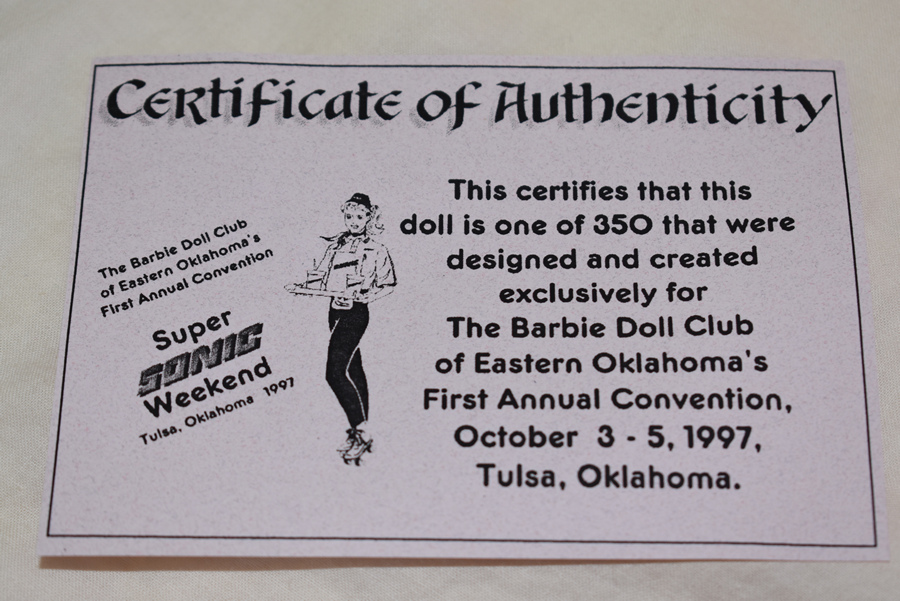 Certificate of Authenticity
The Barbie Doll Club
of Eastern Oklahoma's
First Annual Convention
Super
SONIC
Weekend
Tulsa, Oklahoma 1997
This certifies that this
doll is one of 350 that were
designed and created
exclusively for
The Barbie Doll Club
of Eastern Oklahoma's
First Annual Convention,
October 3 - 5, 1997,
Tulsa, Oklahoma.